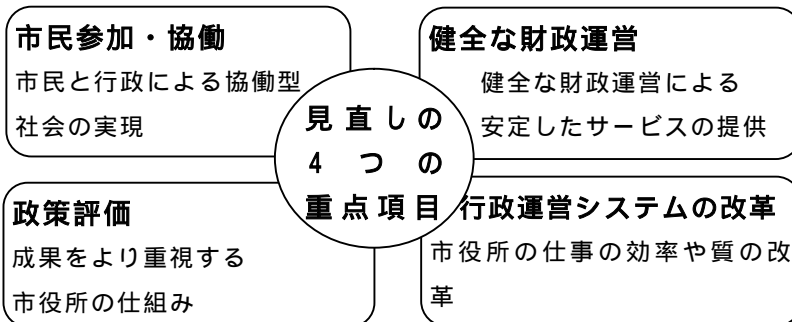 市民参加・協働
市民と行政による協働型
社会の実現
健全な財政運営
健全な財政運営による
安定したサービスの提供
見直しの
4つの
重点項目
政策評価
成果をより重視する
市役所の仕組み
行政運営システムの改革
市役所の仕事の効率や質の改
革